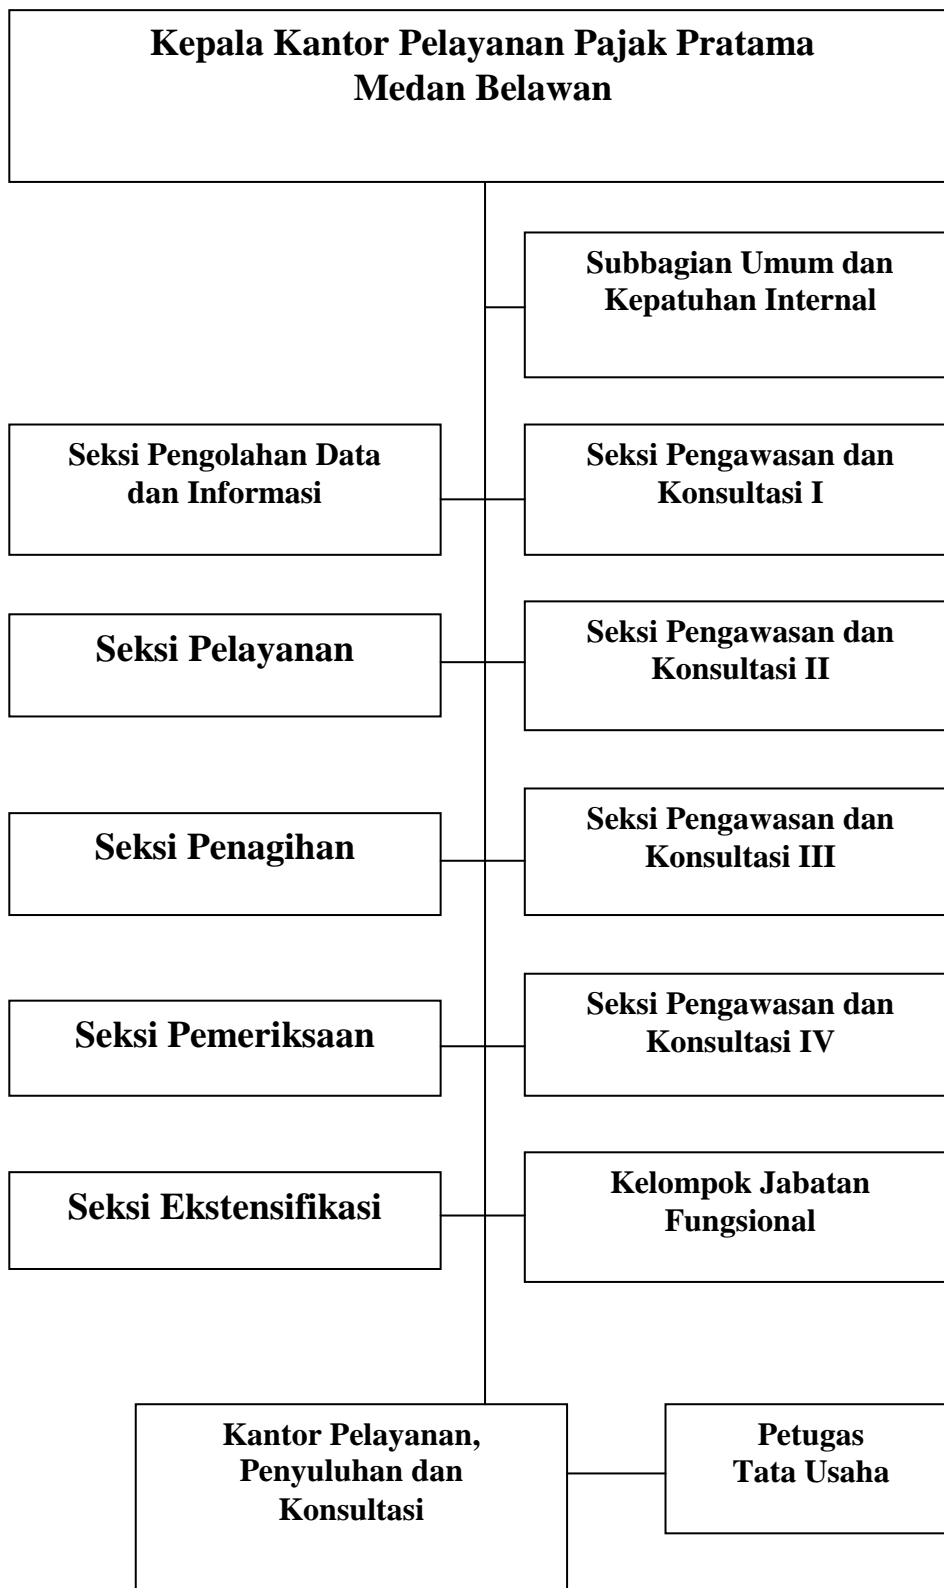 Kepala Kantor Pelayanan Pajak Pratama
Medan Belawan
Subbagian Umum dan
Kepatuhan Internal
Seksi Pengolahan Data
dan Informasi
Seksi Pengawasan dan
Konsultasi I
Seksi Pelayanan
Seksi Pengawasan dan
Konsultasi II
Seksi Penagihan
Seksi Pengawasan dan
Konsultasi III
Seksi Pemeriksaan
Seksi Pengawasan dan
Konsultasi IV
Seksi Ekstensifikasi
Kelompok Jabatan
Fungsional
Kantor Pelayanan,
Penyuluhan dan
Konsultasi
Petugas
Tata Usaha